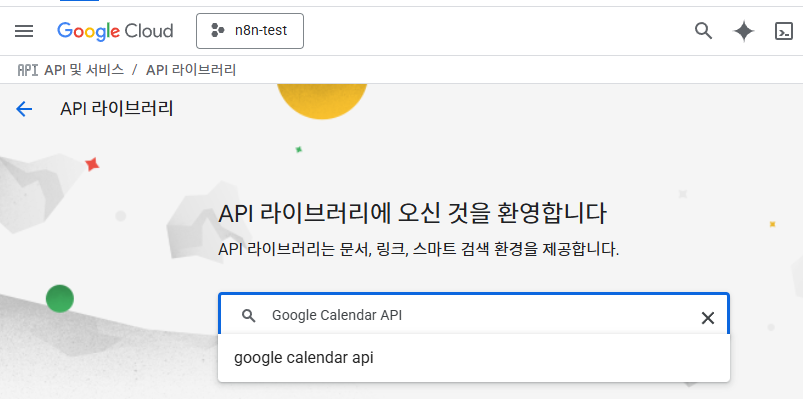 Google Cloud n8n-test
API API 및 서비스 / API 라이브러리
API 라이브러리
API 라이브러리에 오신 것을 환영합니다
API 라이브러리는 문서, 링크, 스마트 검색 환경을 제공합니다.
Google Calendar API
google calendar api